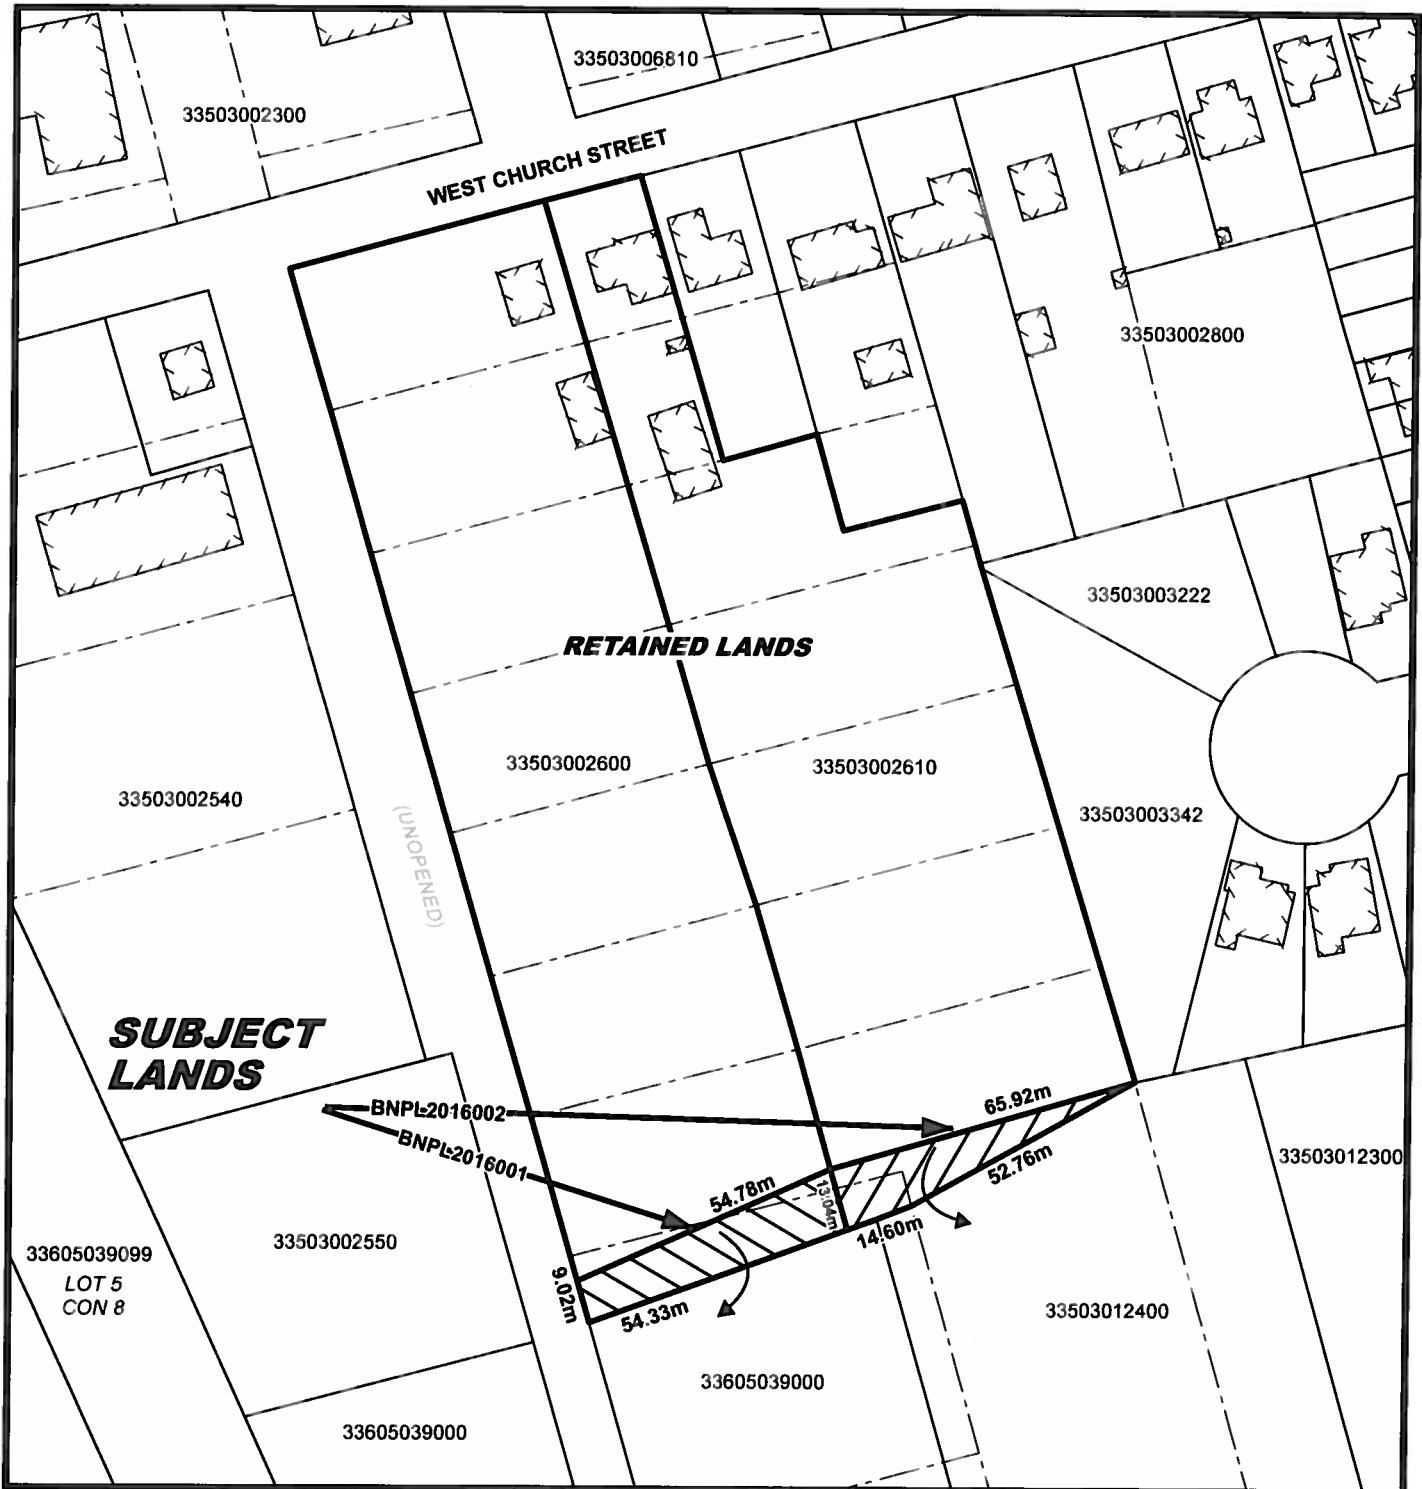 33503006810
33503002300
WEST CHURCH STREET
33503002800
33503003222
RETAINED LANDS
33503002600
33503002610
33503002540
33503003342
(UNOPENED)
SUBJECT
LANDS
BNPL-2016002
BNPL-2016001
65.92m
52.76m
54.78m
13.04m
14.60m
9.02m
54.33m
33503012300
33503002550
33605039099
LOT 5
CON 8
33503012400
33605039000
33605039000